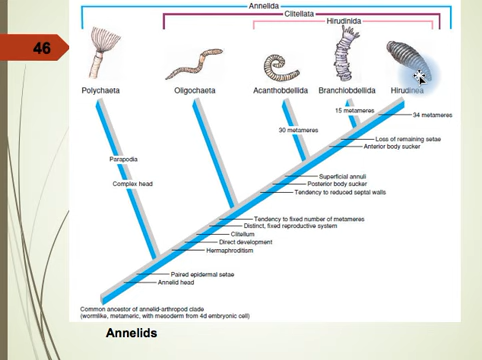 Annelida
Clitellata
Hirudinida
46
Polychaeta
Oligochaeta
Acanthobdellida
Branchiobdellida
Hirudinea
15 metameres
34 metameres
30 metameres
Loss of remaining setae
Anterior body sucker
Parapodia
Complex head
Superficial annuli
Posterior body sucker
Tendency to reduced septal walls
Tendency to fixed number of metameres
Distinct, fixed reproductive system
Clitellum
Direct development
Hermaphroditism
Paired epidermal setae
Annelid head
Common ancestor of annelid-arthropod clade
(wormlike, metameric, with mesoderm from 4d embryonic cell)
Annelids